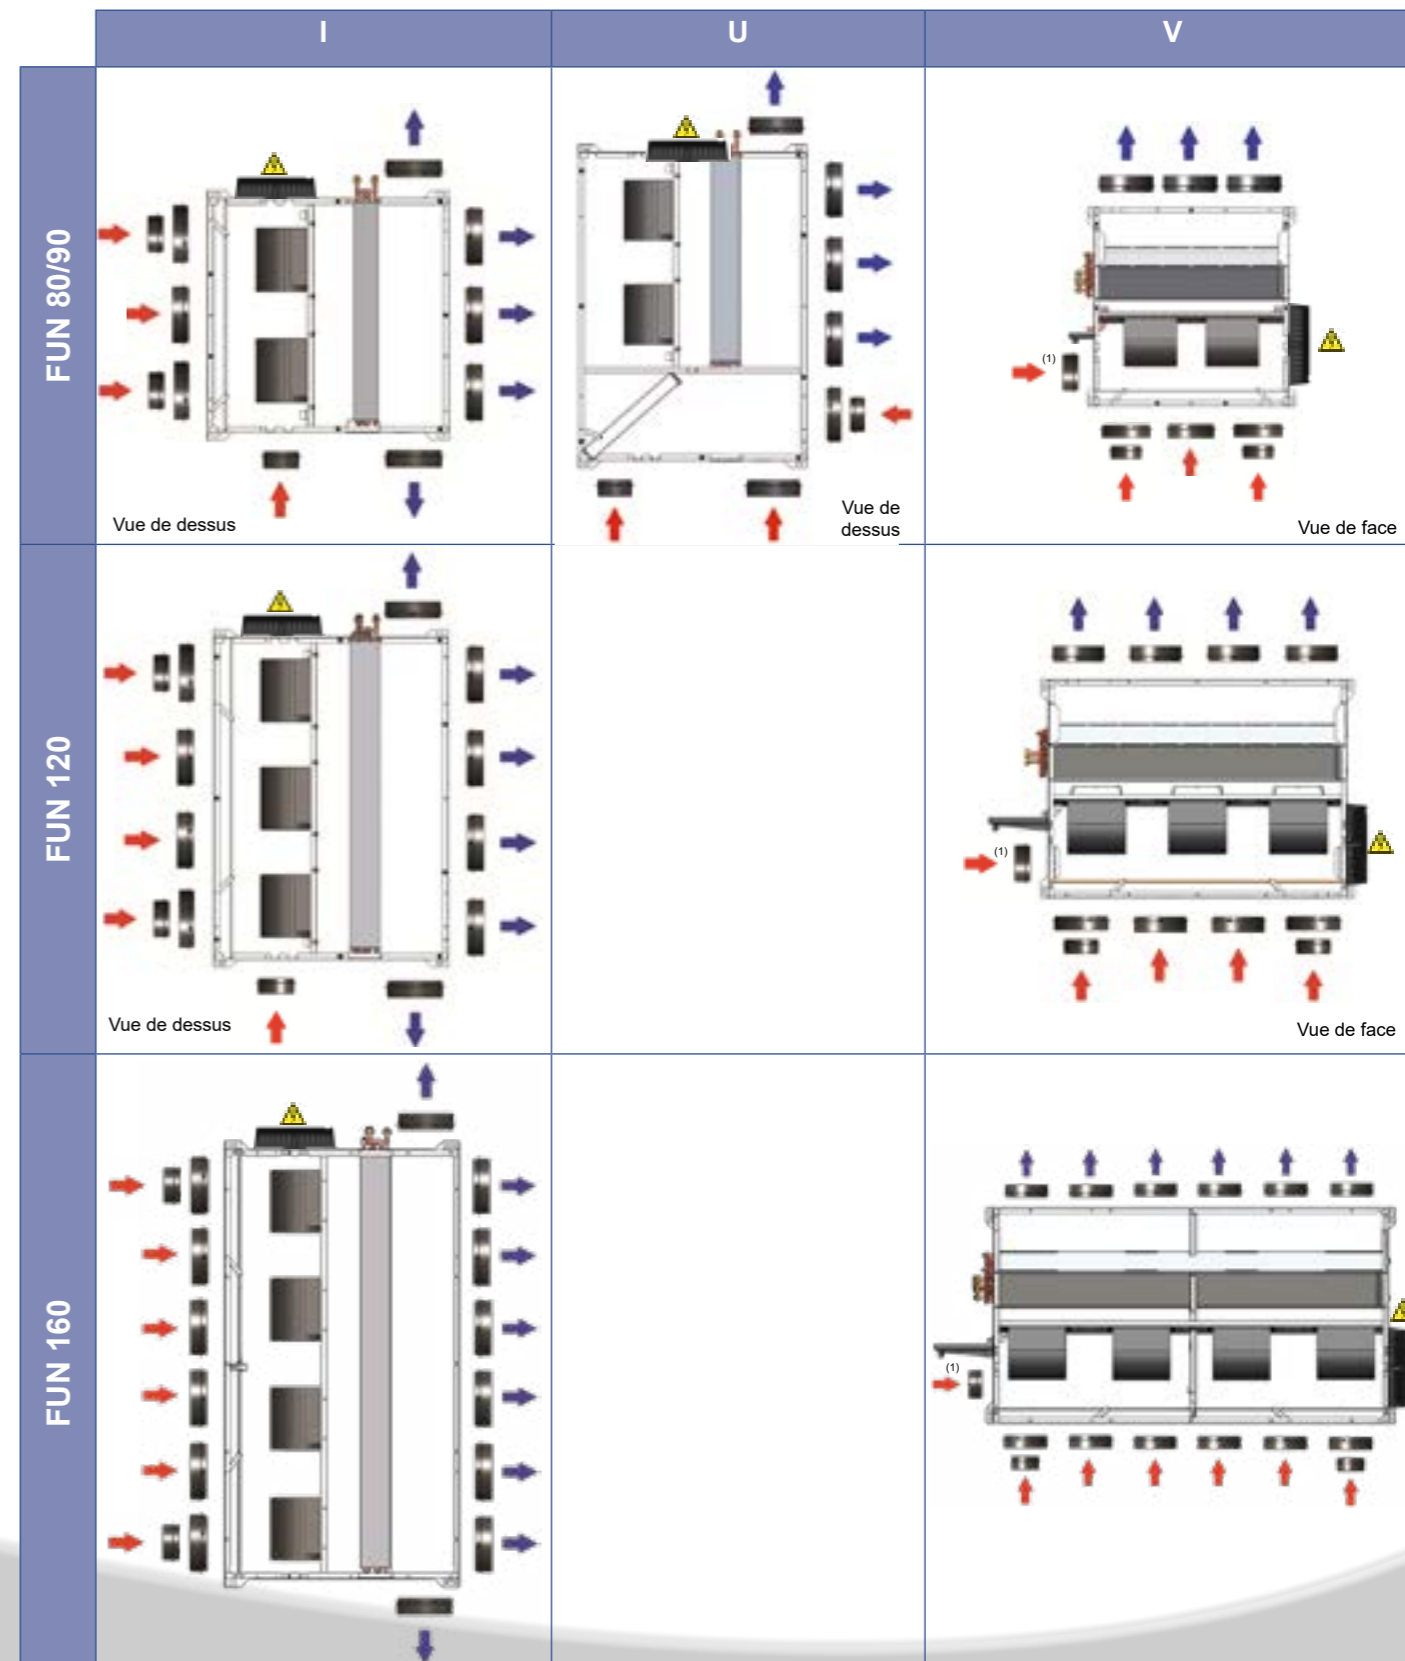 I
U
V
FUN 80/90
Vue de dessus
Vue de
dessus
(1)
Vue de face
FUN 120
Vue de dessus
(1)
Vue de face
FUN 160
(1)